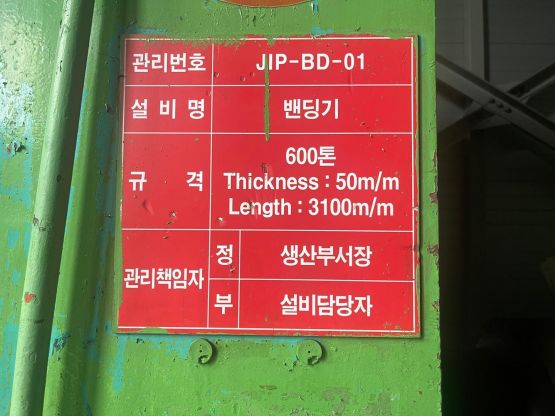 관리번호 JIP-BD-01
설비명 밴딩기
규격 600톤
Thickness : 50m/m
Length : 3100m/m
관리책임자 정 생산부서장
부 설비담당자